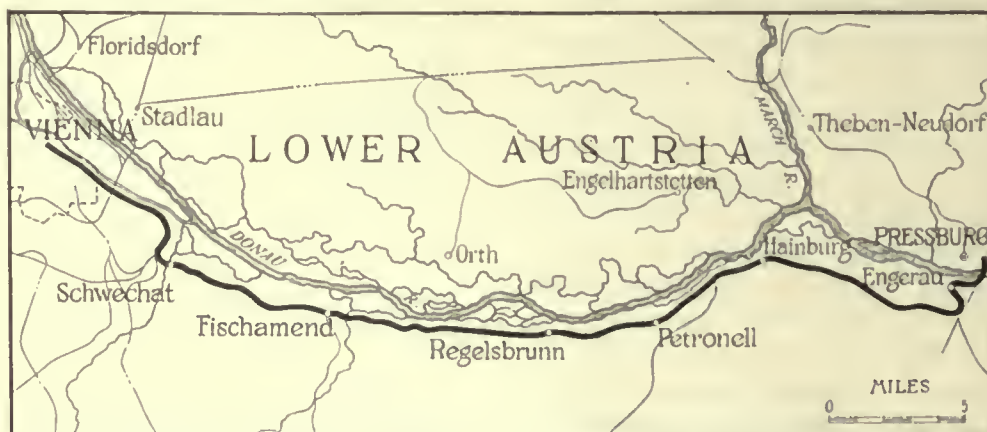 Floridsdorf
Stadlau
VIENNA
LOWER AUSTRIA
MARCH R.
Theben-Neudorf
Engelhartstetten
DONAU R.
Orth
Hainburg
PRESSBURG
Engerau
Schwechat
Fischamend
Regelsbrunn
Petronell
MILES
0 5